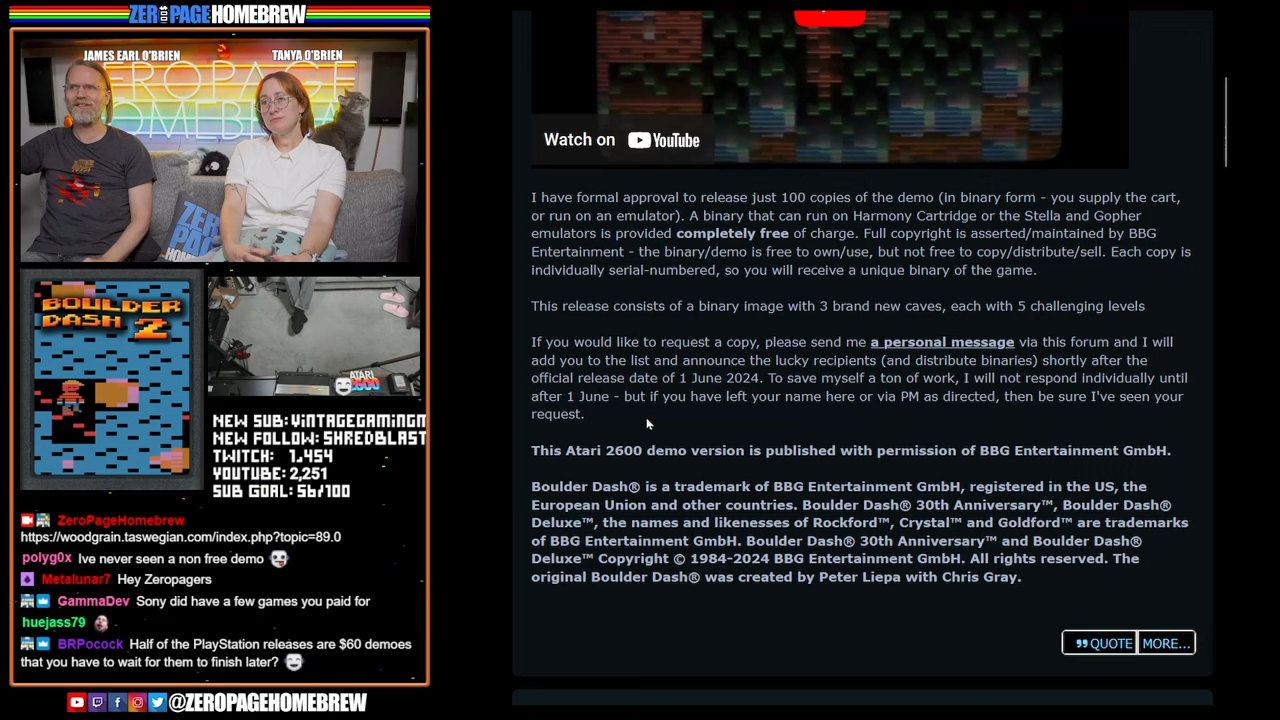 ZEROPAGEHOMEBREW
JAMES EARL O'BRIEN
TANYA O'BRIEN
BOULDER
DASH 2
ATARI
2600
NEW SUB: VINTAGEGAMINGM
NEW FOLLOW: SHREDBLAST
TWITCH: 1,454
YOUTUBE: 2,251
SUB GOAL: 56/100
ZeroPageHomebrew
https://woodgrain.taswegian.com/index.php?topic=89.0
polyg0x Ive never seen a non free demo
Metalunar7 Hey Zeropagers
GammaDev Sony did have a few games you paid for
huejass79
BRPocock Half of the PlayStation releases are $60 demoes
that you have to wait for them to finish later?
@ZEROPAGEHOMEBREW
Watch on YouTube
I have formal approval to release just 100 copies of the demo (in binary form - you supply the cart,
or run on an emulator). A binary that can run on Harmony Cartridge or the Stella and Gopher
emulators is provided completely free of charge. Full copyright is asserted/maintained by BBG
Entertainment - the binary/demo is free to own/use, but not free to copy/distribute/sell. Each copy is
individually serial-numbered, so you will receive a unique binary of the game.
This release consists of a binary image with 3 brand new caves, each with 5 challenging levels
If you would like to request a copy, please send me a personal message via this forum and I will
add you to the list and announce the lucky recipients (and distribute binaries) shortly after the
official release date of 1 June 2024. To save myself a ton of work, I will not respond individually until
after 1 June - but if you have left your name here or via PM as directed, then be sure I've seen your
request.
This Atari 2600 demo version is published with permission of BBG Entertainment GmbH.
Boulder Dash® is a trademark of BBG Entertainment GmbH, registered in the US, the
European Union and other countries. Boulder Dash® 30th Anniversary™, Boulder Dash®
Deluxe™, the names and likenesses of Rockford™, Crystal™ and Goldford™ are trademarks
of BBG Entertainment GmbH. Boulder Dash® 30th Anniversary™ and Boulder Dash®
Deluxe™ Copyright © 1984-2024 BBG Entertainment GmbH. All rights reserved. The
original Boulder Dash® was created by Peter Liepa with Chris Gray.
QUOTE MORE...